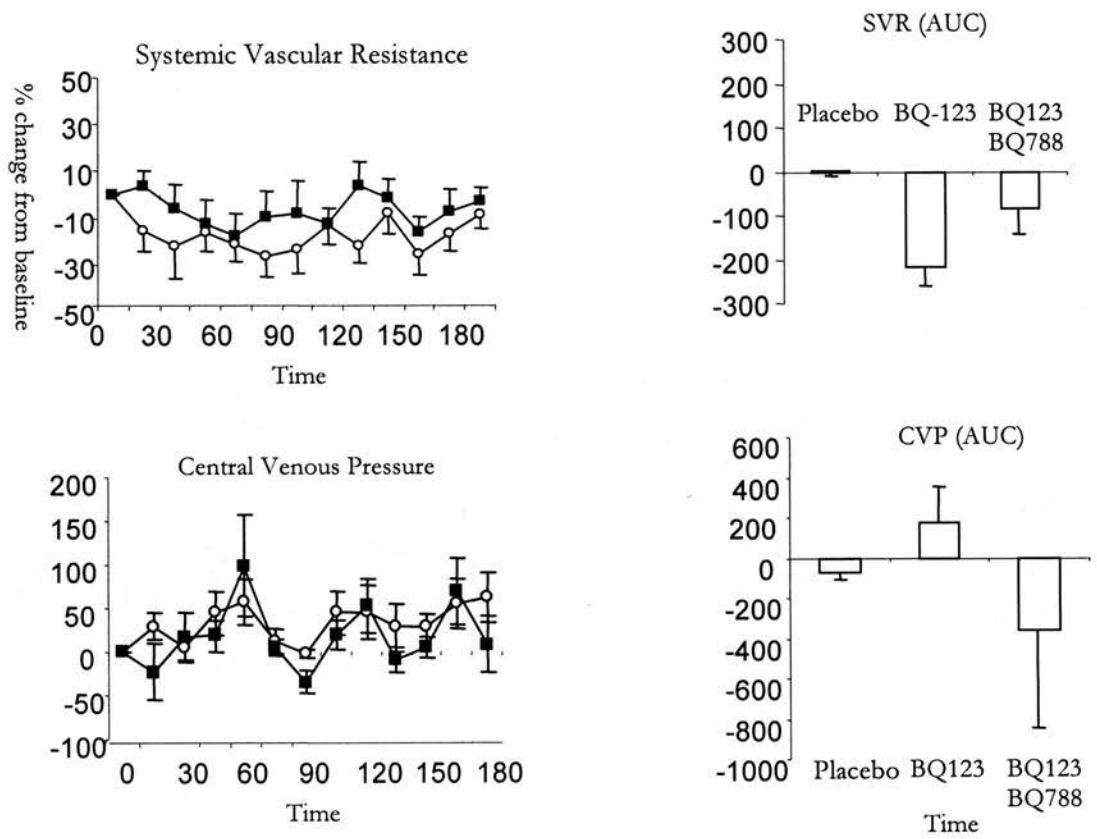 Systemic Vascular Resistance
% change from baseline
50
30
10
-10
-30
-50
0 30 60 90 120 150 180
Time
SVR (AUC)
300
200
100
0
-100
-200
-300
Placebo BQ-123 BQ123
BQ788
Central Venous Pressure
200
150
100
50
0
-50
-100
0 30 60 90 120 150 180
Time
CVP (AUC)
600
400
200
0
-200
-400
-600
-800
-1000
Placebo BQ123 BQ123
BQ788
Time